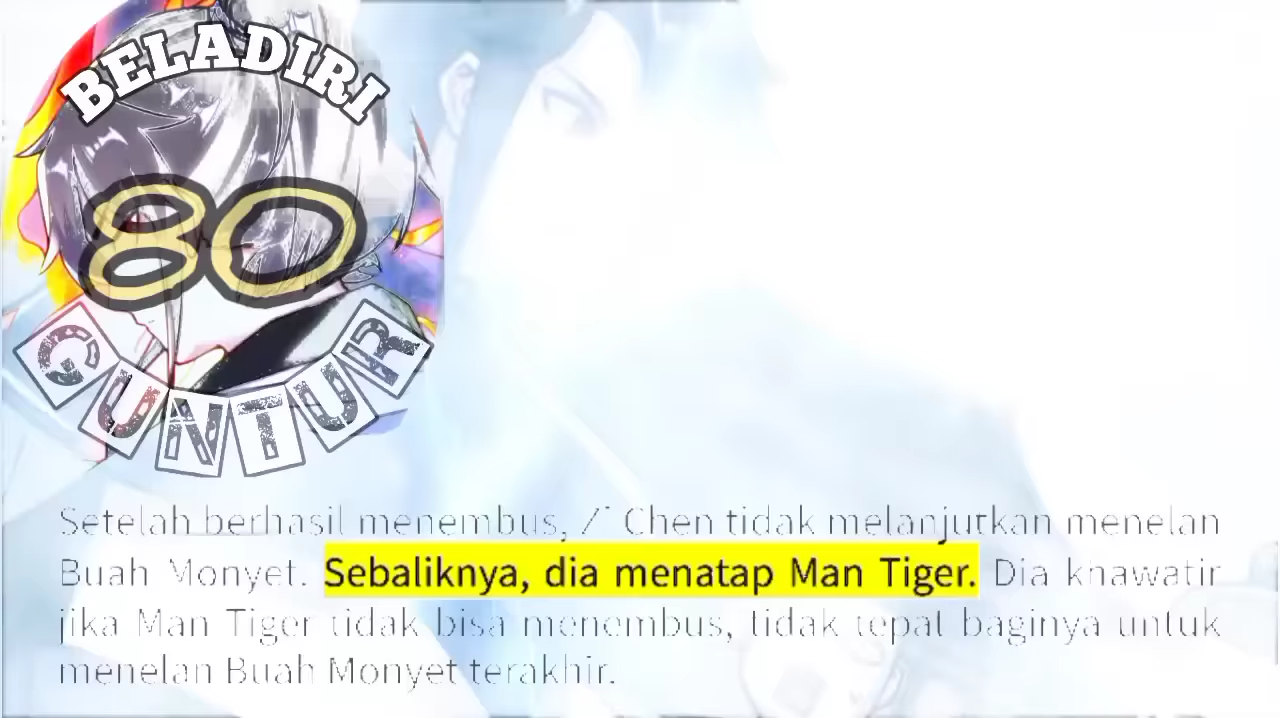 BELADIRI
80
GUNTUR
Setelah berhasil menembus, Chen tidak melanjutkan menelan
Buah Monyet. Sebaliknya, dia menatap Man Tiger. Dia knawatir
jika Man Tiger tidak bisa menembus, tidak tepat baginya untuk
menelan Buah Monyet terakhir.